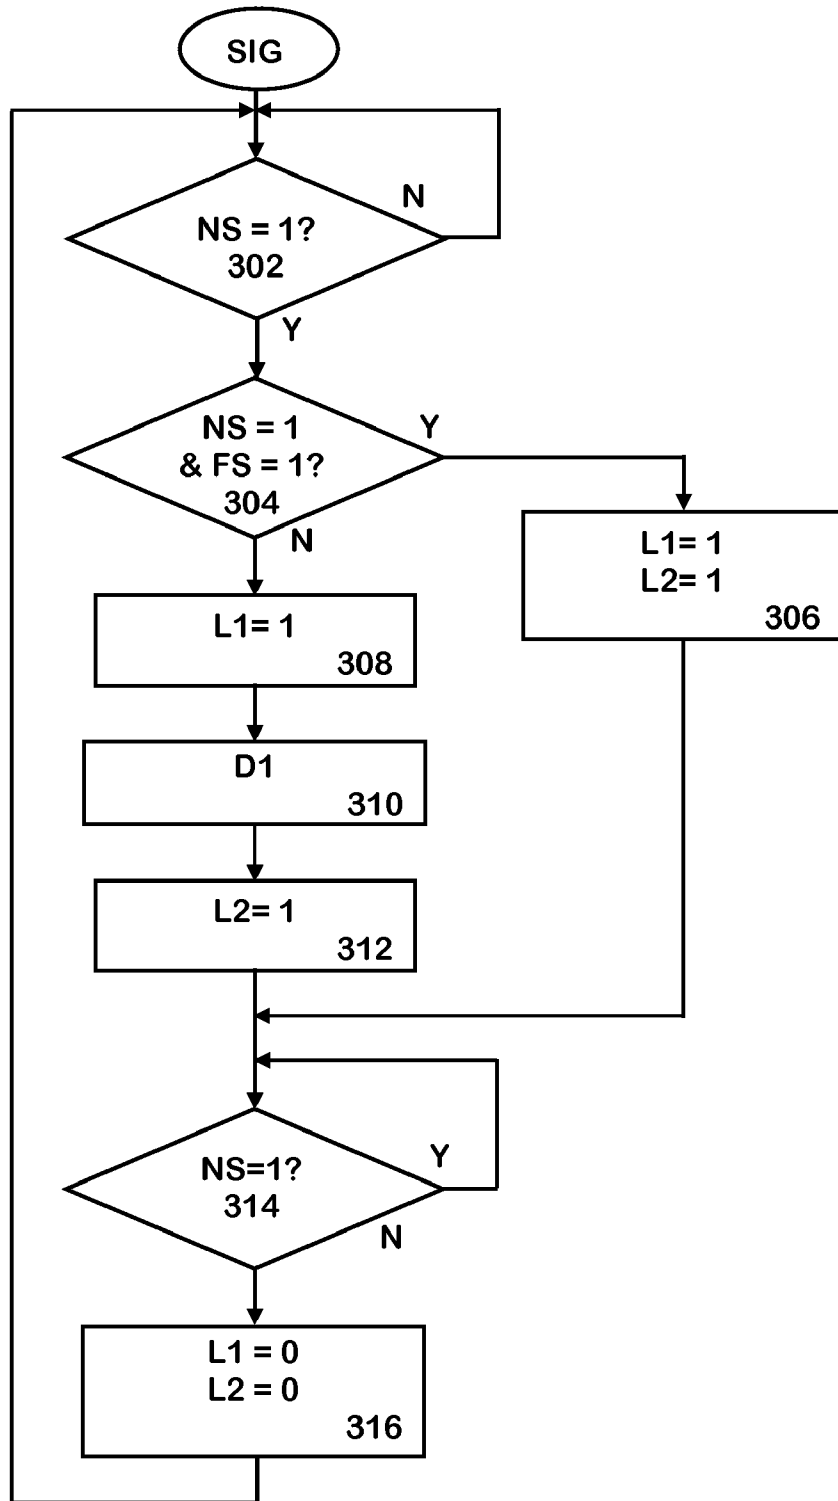 SIG
N
NS = 1?
302
Y
NS = 1
& FS = 1?
304
Y
N
L1= 1
L2= 1
306
L1= 1
308
D1
310
L2= 1
312
NS=1?
314
Y
N
L1 = 0
L2 = 0
316